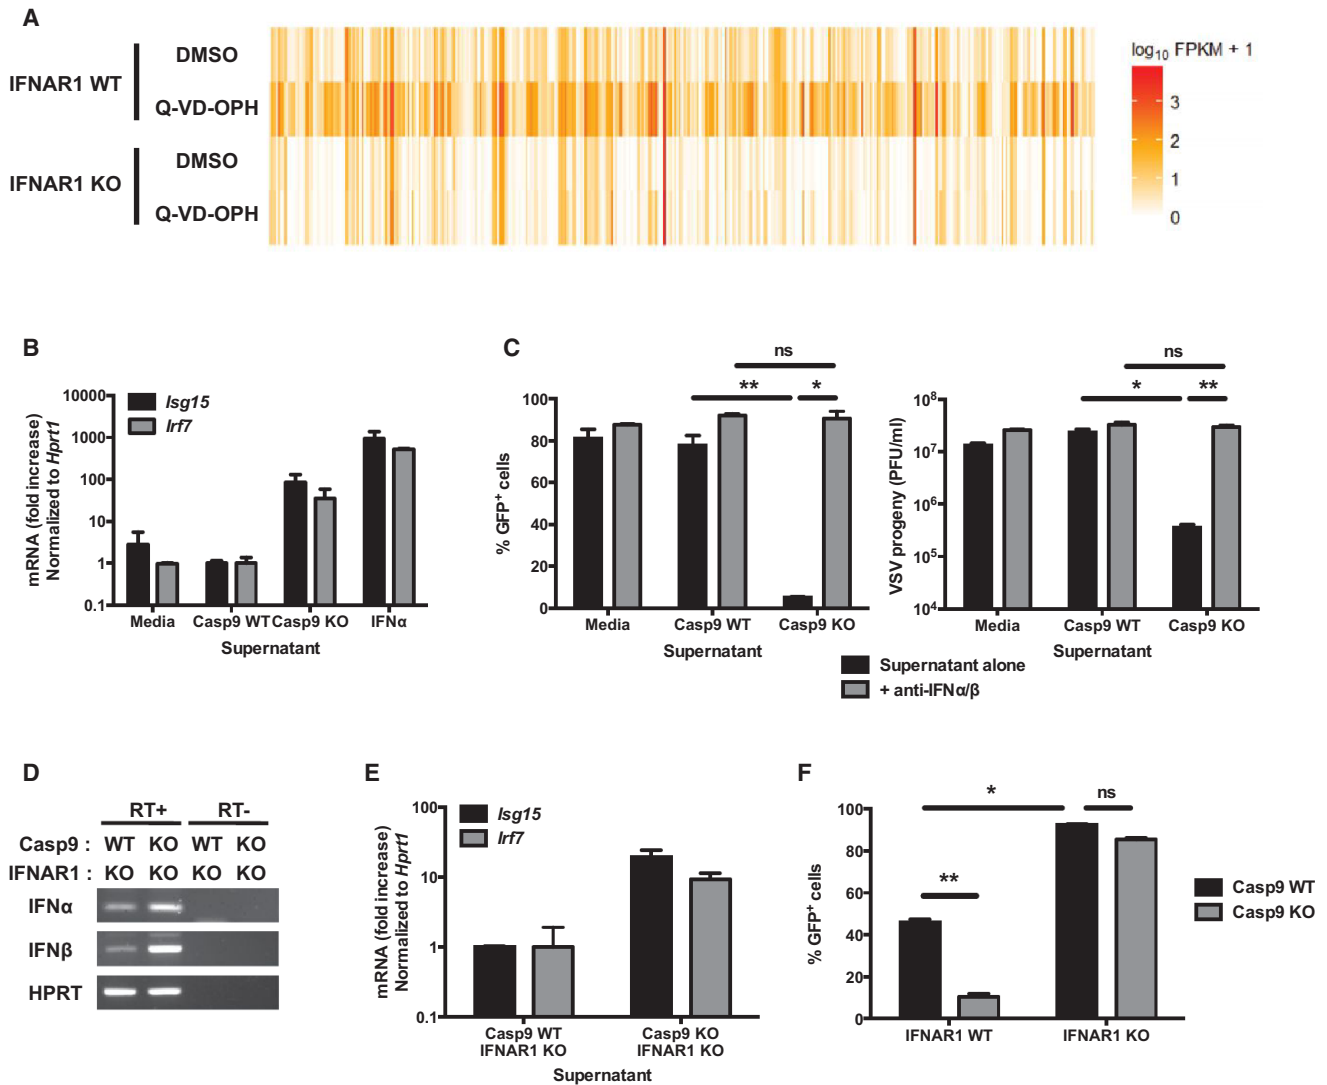 A
IFNAR1 WT
DMSO
Q-VD-OPH
IFNAR1 KO
DMSO
Q-VD-OPH
log10 FPKM + 1
3
2
1
0
B
mRNA (fold increase)
Normalized to Hprt1
10000
1000
100
10
1
0.1
Isg15
Irf7
Media
Casp9 WT
Casp9 KO
IFNα
Supernatant
C
% GFP+ cells
100
80
60
40
20
0
ns
**
*
Media
Casp9 WT
Casp9 KO
Supernatant
VSV progeny (PFU/ml)
10^8
10^7
10^6
10^5
10^4
ns
*
**
Media
Casp9 WT
Casp9 KO
Supernatant
Supernatant alone
+ anti-IFNα/β
D
RT+ RT-
Casp9 : WT KO WT KO
IFNAR1 : KO KO KO KO
IFNα
IFNβ
HPRT
E
mRNA (fold increase)
Normalized to Hprt1
100
10
1
0.1
Isg15
Irf7
Casp9 WT
IFNAR1 KO
Casp9 KO
IFNAR1 KO
Supernatant
F
% GFP+ cells
100
80
60
40
20
0
*
ns
**
IFNAR1 WT
IFNAR1 KO
Casp9 WT
Casp9 KO